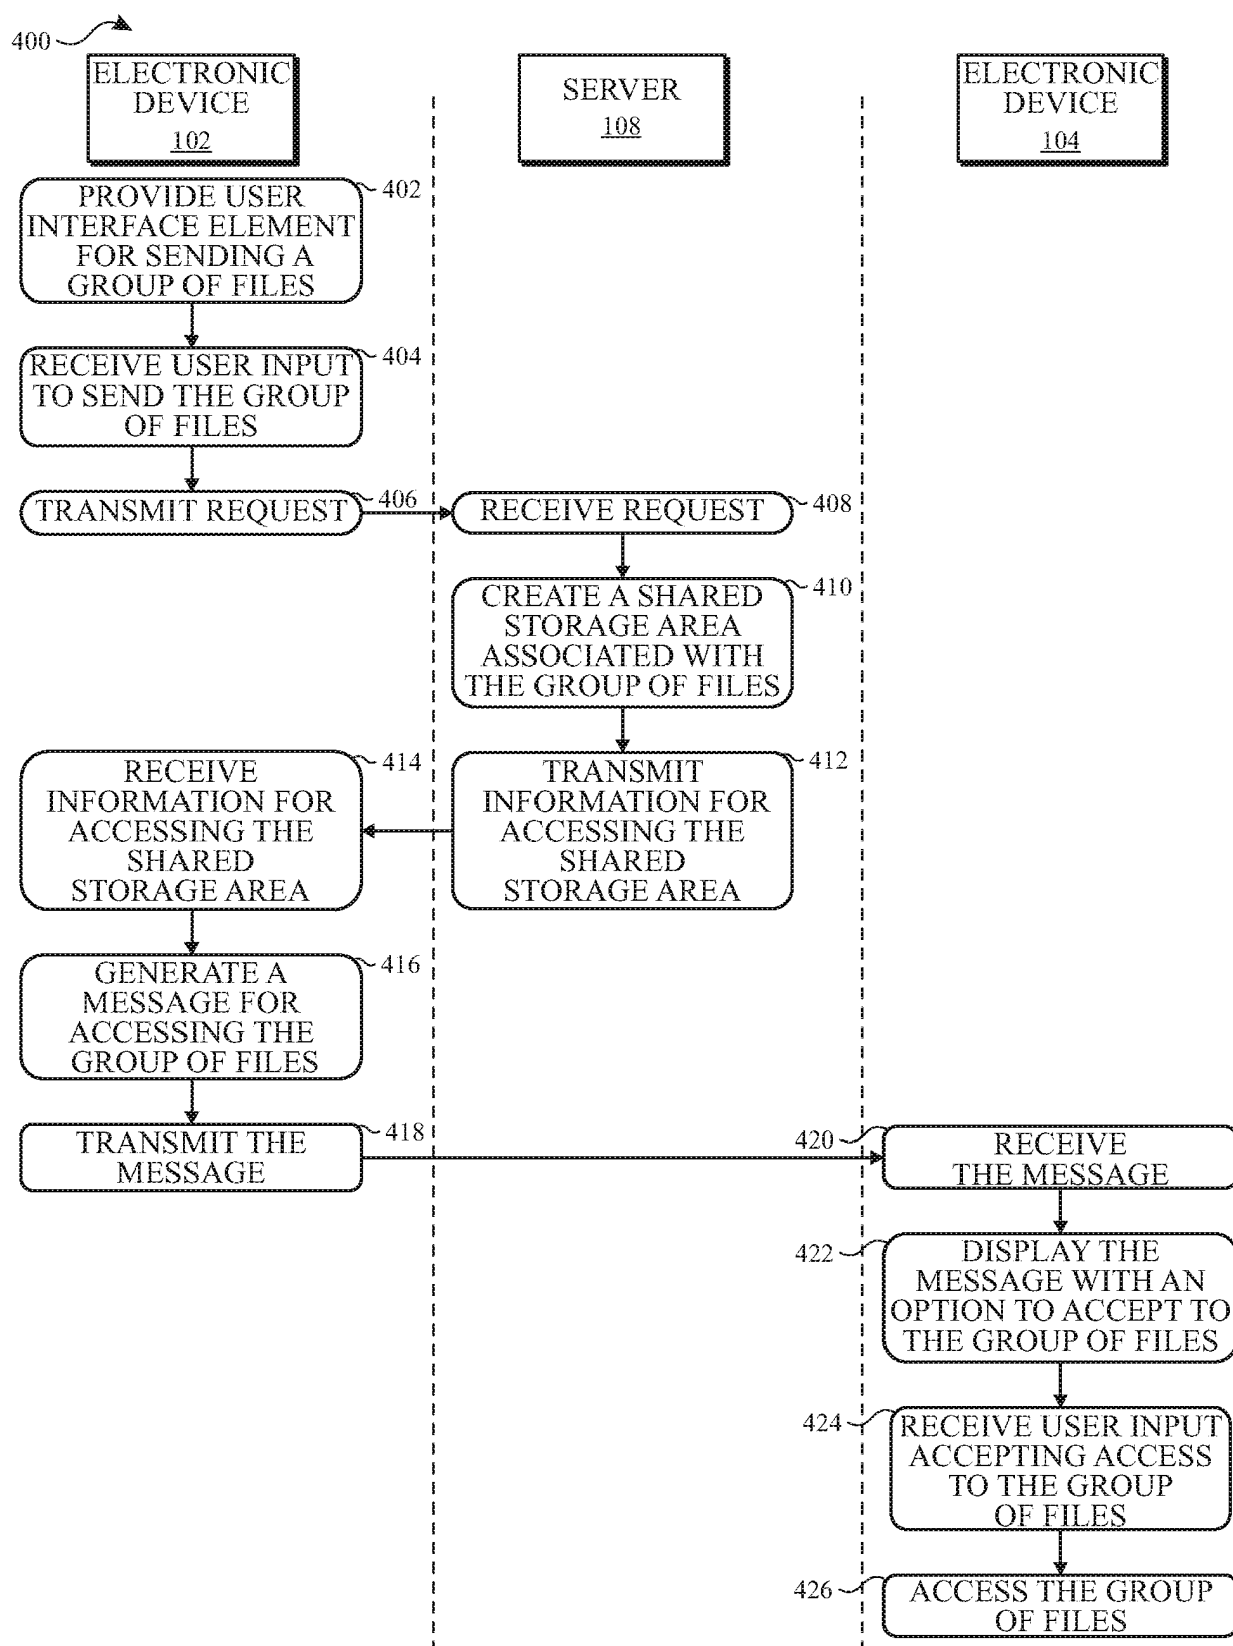 400
ELECTRONIC
DEVICE
102
SERVER
108
ELECTRONIC
DEVICE
104
402
PROVIDE USER
INTERFACE ELEMENT
FOR SENDING A
GROUP OF FILES
404
RECEIVE USER INPUT
TO SEND THE GROUP
OF FILES
406
TRANSMIT REQUEST
408
RECEIVE REQUEST
410
CREATE A SHARED
STORAGE AREA
ASSOCIATED WITH
THE GROUP OF FILES
412
TRANSMIT
INFORMATION FOR
ACCESSING THE
SHARED
STORAGE AREA
414
RECEIVE
INFORMATION FOR
ACCESSING THE
SHARED
STORAGE AREA
416
GENERATE A
MESSAGE FOR
ACCESSING THE
GROUP OF FILES
418
TRANSMIT THE
MESSAGE
420
RECEIVE
THE MESSAGE
422
DISPLAY THE
MESSAGE WITH AN
OPTION TO ACCEPT TO
THE GROUP OF FILES
424
RECEIVE USER INPUT
ACCEPTING ACCESS
TO THE GROUP
OF FILES
426
ACCESS THE GROUP
OF FILES